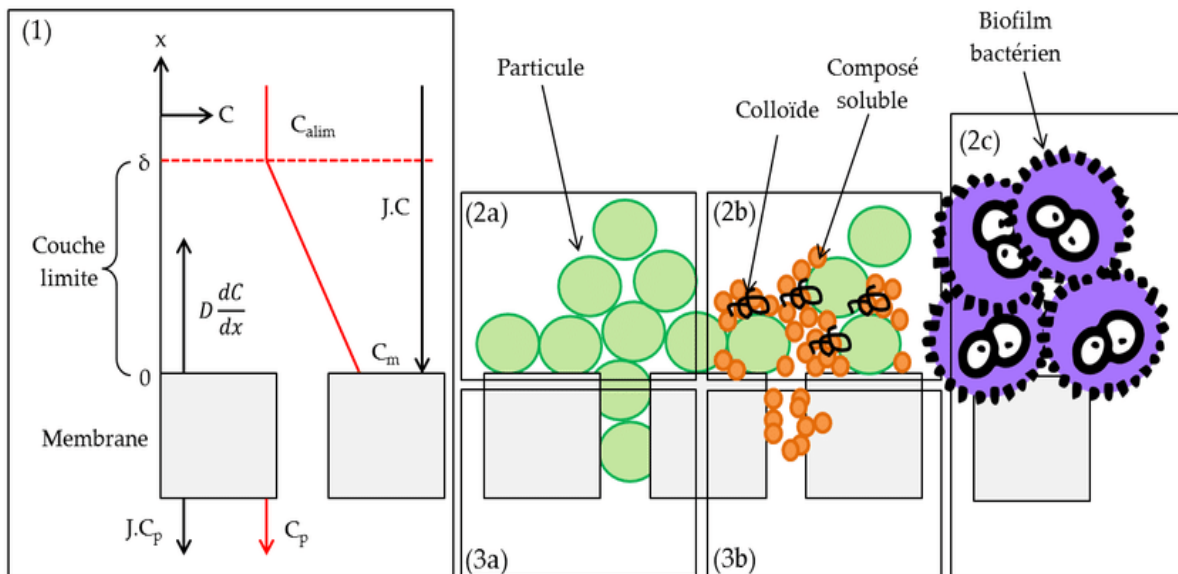 (1)
x
C
C_alim
δ
J.C
Couche
limite
D dC/dx
C_m
0
Membrane
J.C_p
C_p
Particule
Colloïde
Composé
soluble
Biofilm
bactérien
(2a)
(2b)
(2c)
(3a)
(3b)